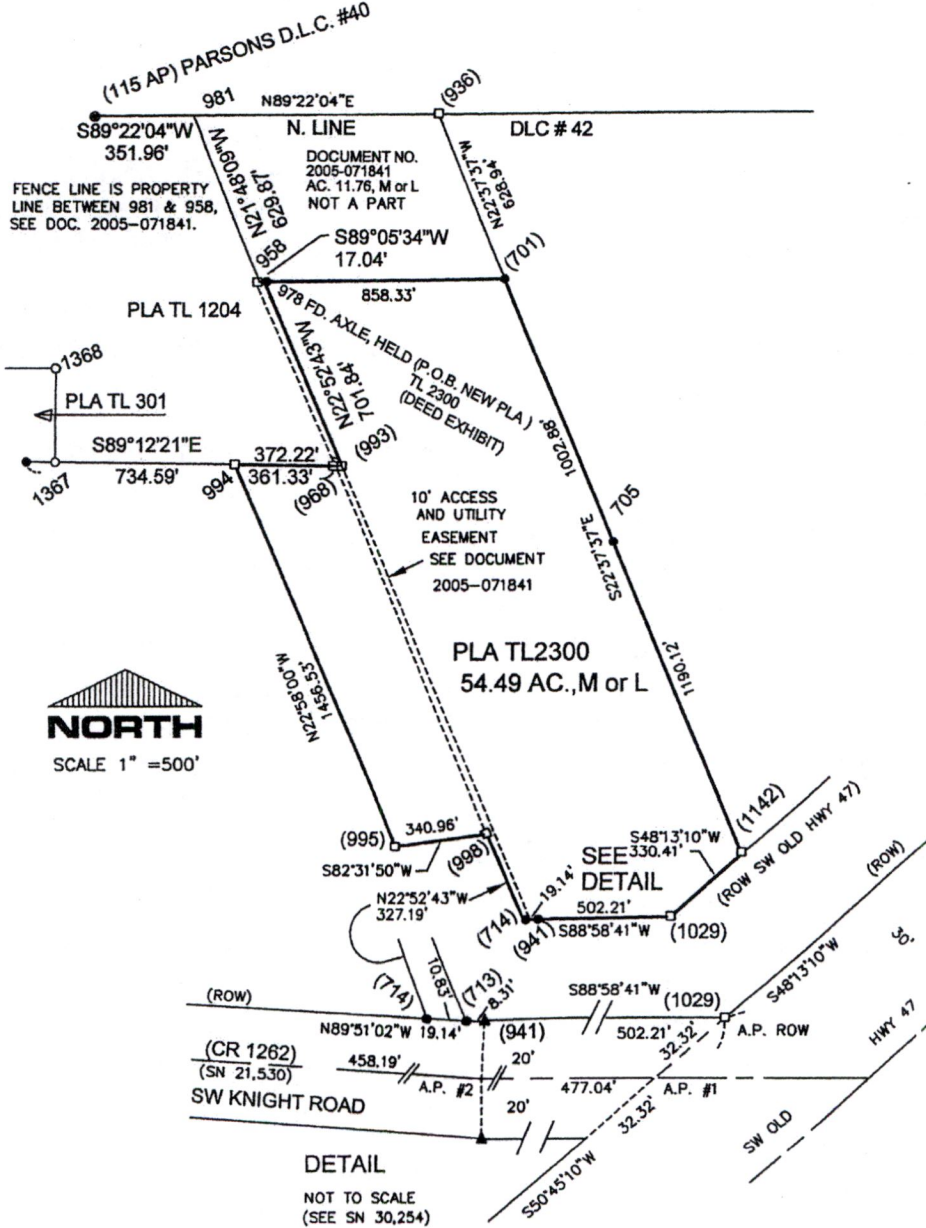 (115 AP) PARSONS D.L.C. #40
981
N89°22'04"E
(936)
S89°22'04"W
351.96'
N. LINE
DLC # 42
FENCE LINE IS PROPERTY
LINE BETWEEN 981 & 958,
SEE DOC. 2005-071841.
N21°48'09"W
629.87'
DOCUMENT NO.
2005-071841
AC. 11.76, M or L
NOT A PART
N22°37'37"W
628.94'
958
S89°05'34"W
17.04'
(701)
858.33'
PLA TL 1204
978 FD. AXLE, HELD (P.O.B. NEW PLA )
TL 2300
(DEED EXHIBIT)
N22°52'43"W
701.84'
1002.88'
1368
PLA TL 301
S89°12'21"E
734.59'
1367
994
372.22'
361.33'
(993)
(968)
705
10' ACCESS
AND UTILITY
EASEMENT
SEE DOCUMENT
2005-071841
S22°37'37"E
1190.12'
PLA TL2300
54.49 AC.,M or L
N22°58'00"W
1456.53'
NORTH
SCALE 1" =500'
(995)
340.96'
S82°31'50"W
(998)
N22°52'43"W
327.19'
(714)
19.14'
(941)
SEE
DETAIL
S48°13'10"W
330.41'
(1142)
(ROW SW OLD HWY 47)
502.21'
S88°58'41"W
(1029)
(ROW)
30'
S48°13'10"W
(714)
10.83'
(713)
8.31'
S88°58'41"W
(1029)
(ROW)
N89°51'02"W
19.14'
(941)
502.21'
A.P. ROW
HWY 47
(CR 1262)
(SN 21,530)
458.19'
A.P. #2
20'
477.04'
32.32'
A.P. #1
SW KNIGHT ROAD
20'
32.32'
SW OLD
S50°45'10"W
DETAIL
NOT TO SCALE
(SEE SN 30,254)